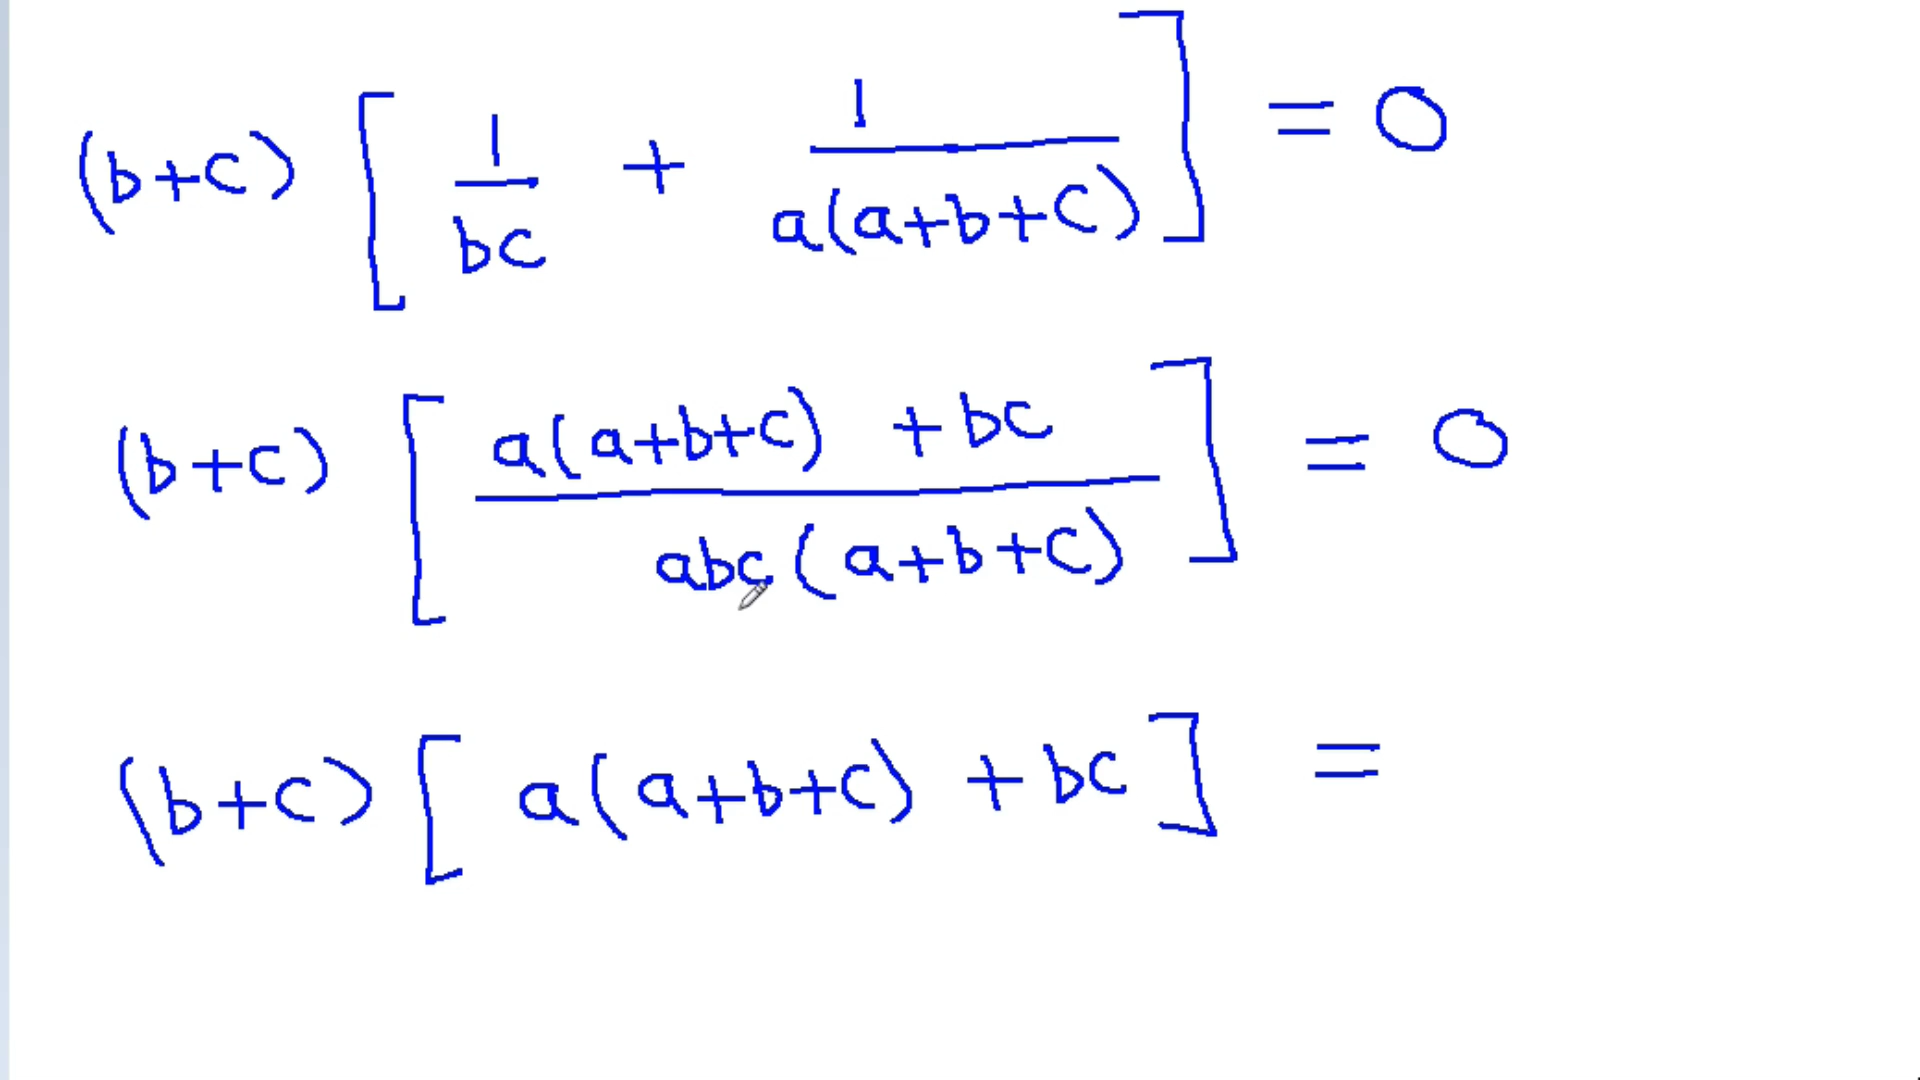 (b+c) [ 1/bc + 1/a(a+b+c) ] = 0
(b+c) [ a(a+b+c) +bc / abc(a+b+c) ] = 0
(b+c) [ a(a+b+c) +bc ] =